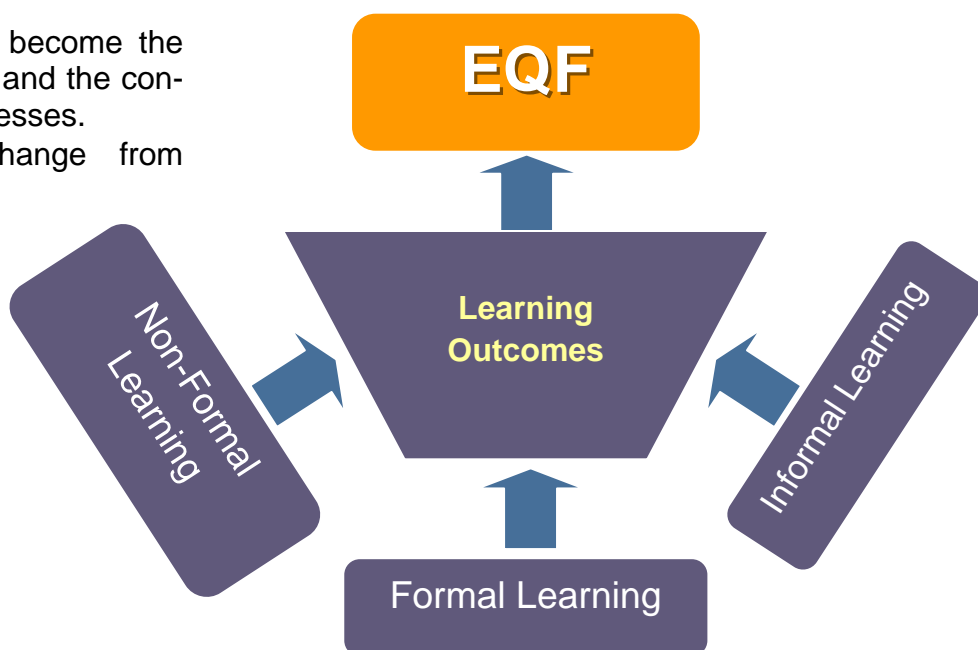 become the
and the con-
esses.
hange from
EQF
Learning
Outcomes
Non-Formal
Learning
Informal Learning
Formal Learning